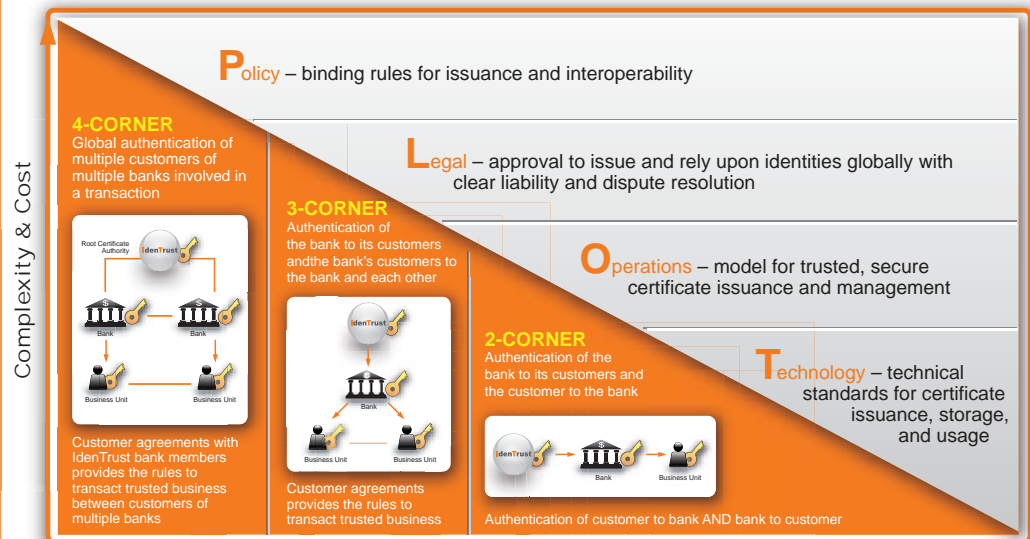 Complexity & Cost
Policy – binding rules for issuance and interoperability
Legal – approval to issue and rely upon identities globally with
clear liability and dispute resolution
Operations – model for trusted, secure
certificate issuance and management
Technology – technical
standards for certificate
issuance, storage,
and usage
4-CORNER
Global authentication of
multiple customers of
multiple banks involved in
a transaction
Root Certificate
Authority
IdenTrust
$
$
Bank
Bank
Business Unit
Business Unit
Customer agreements with
IdenTrust bank members
provides the rules to
transact trusted business
between customers of
multiple banks
3-CORNER
Authentication of
the bank to its customers
andthe bank's customers to
the bank and each other
IdenTrust
$
Bank
Business Unit
Business Unit
Customer agreements
provides the rules to
transact trusted business
2-CORNER
Authentication of the
bank to its customers and
the customer to the bank
IdenTrust
$
Bank
Business Unit
Authentication of customer to bank AND bank to customer